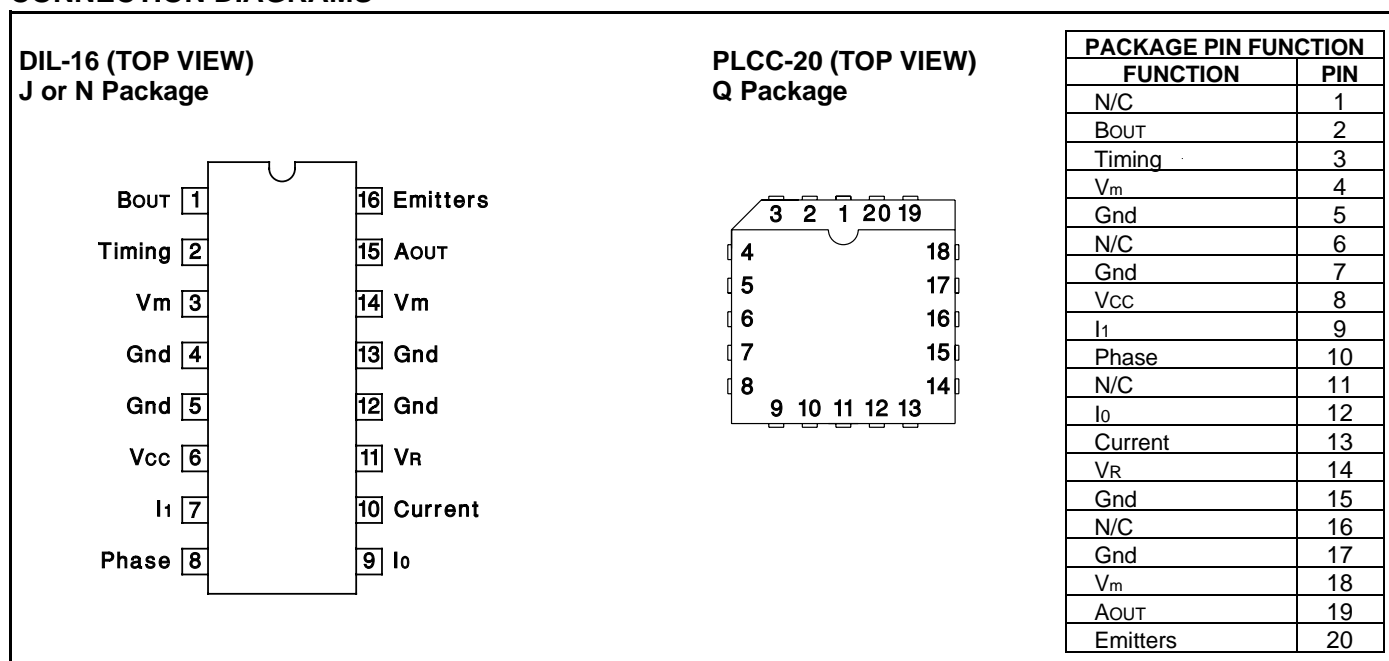 CONNECTION DIAGRAMS
DIL-16 (TOP VIEW)
J or N Package
BOUT 1
Timing 2
Vm 3
Gnd 4
Gnd 5
Vcc 6
I1 7
Phase 8
16 Emitters
15 AOUT
14 Vm
13 Gnd
12 Gnd
11 VR
10 Current
9 I0
PLCC-20 (TOP VIEW)
Q Package
3 2 1 20 19
4 18
5 17
6 16
7 15
8 14
9 10 11 12 13
PACKAGE PIN FUNCTION
FUNCTION PIN
N/C 1
BOUT 2
Timing 3
Vm 4
Gnd 5
N/C 6
Gnd 7
VCC 8
I1 9
Phase 10
N/C 11
I0 12
Current 13
VR 14
Gnd 15
N/C 16
Gnd 17
Vm 18
AOUT 19
Emitters 20